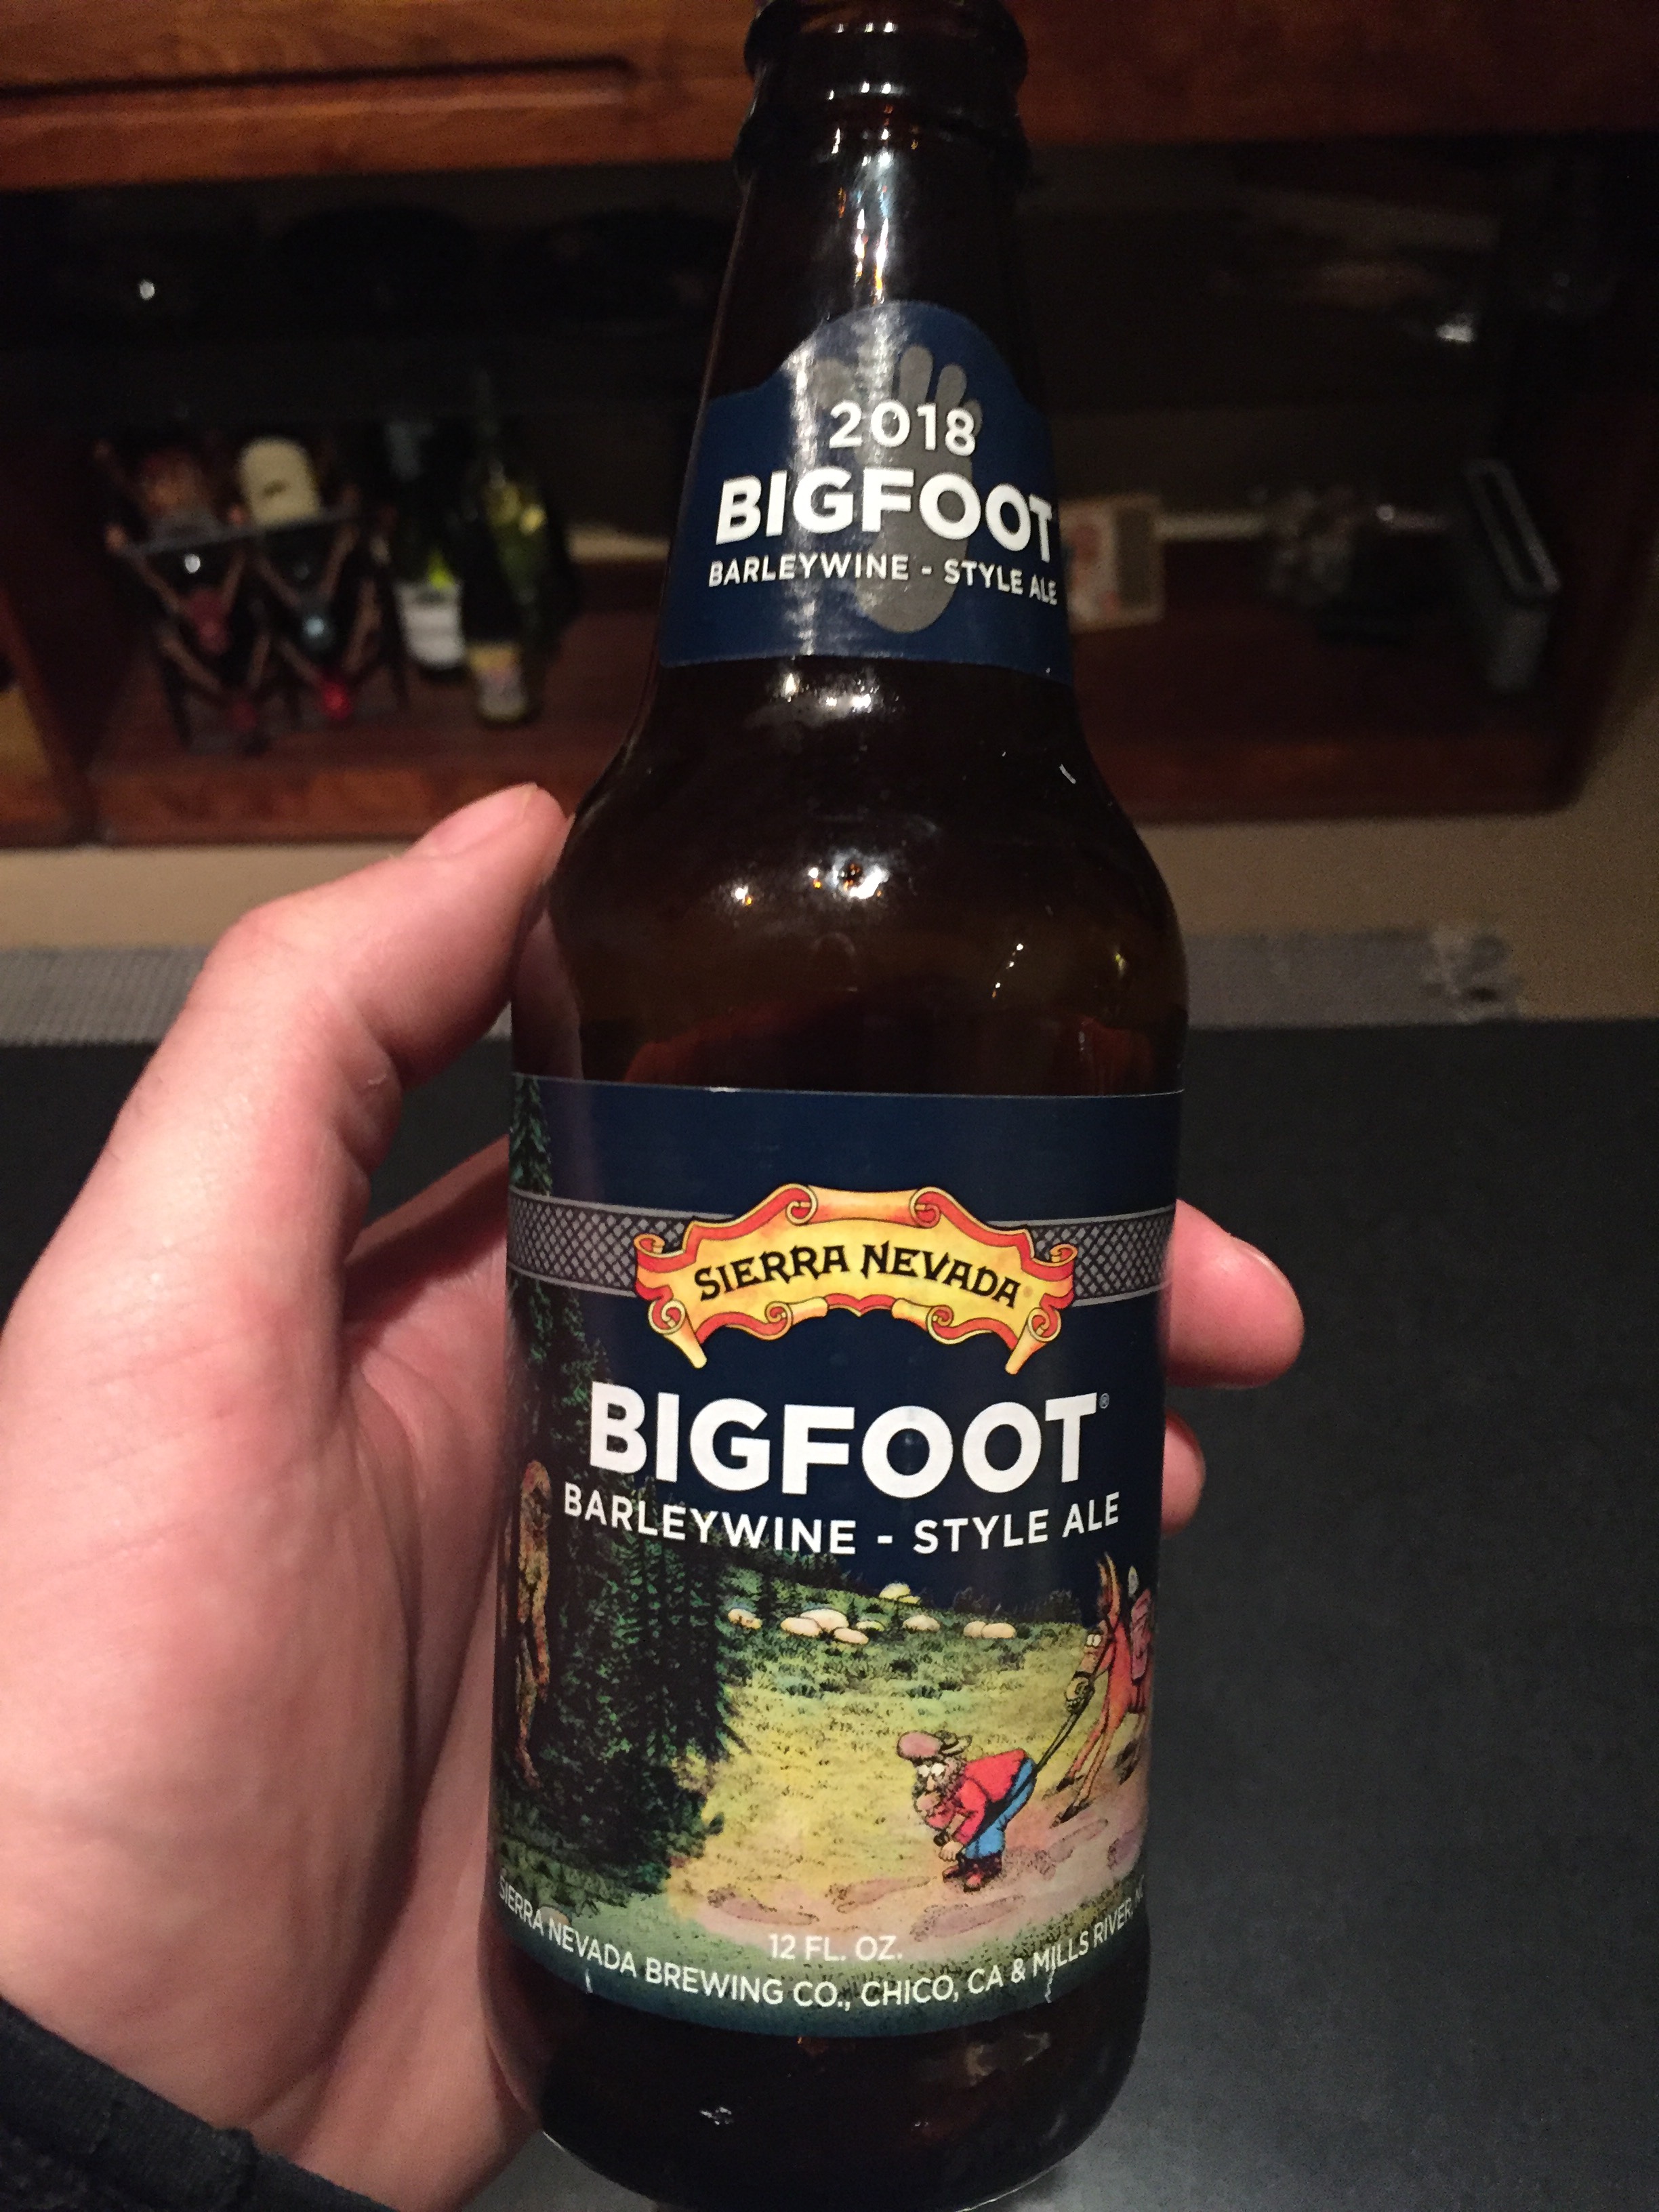 2018
BIGFOOT
BARLEYWINE - STYLE ALE
SIERRA NEVADA®
BIGFOOT®
BARLEYWINE - STYLE ALE
12 FL. OZ.
SIERRA NEVADA BREWING CO., CHICO, CA & MILLS RIVER,